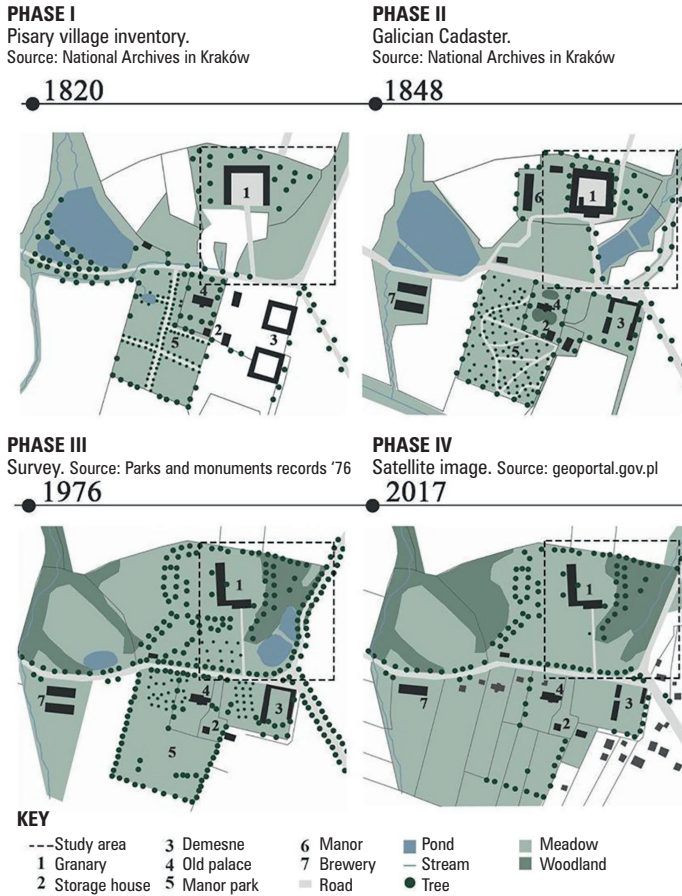 PHASE I
Pisary village inventory.
Source: National Archives in Kraków
1820
PHASE II
Galician Cadaster.
Source: National Archives in Kraków
1848
1
4
2
3
5
1
6
7
4
2
3
5
PHASE III
Survey. Source: Parks and monuments records ‘76
1976
PHASE IV
Satellite image. Source: geoportal.gov.pl
2017
1
7
4
3
2
5
1
7
4
3
2
KEY
Study area
1 Granary
2 Storage house
3 Demesne
4 Old palace
5 Manor park
6 Manor
7 Brewery
Road
Pond
Stream
Tree
Meadow
Woodland